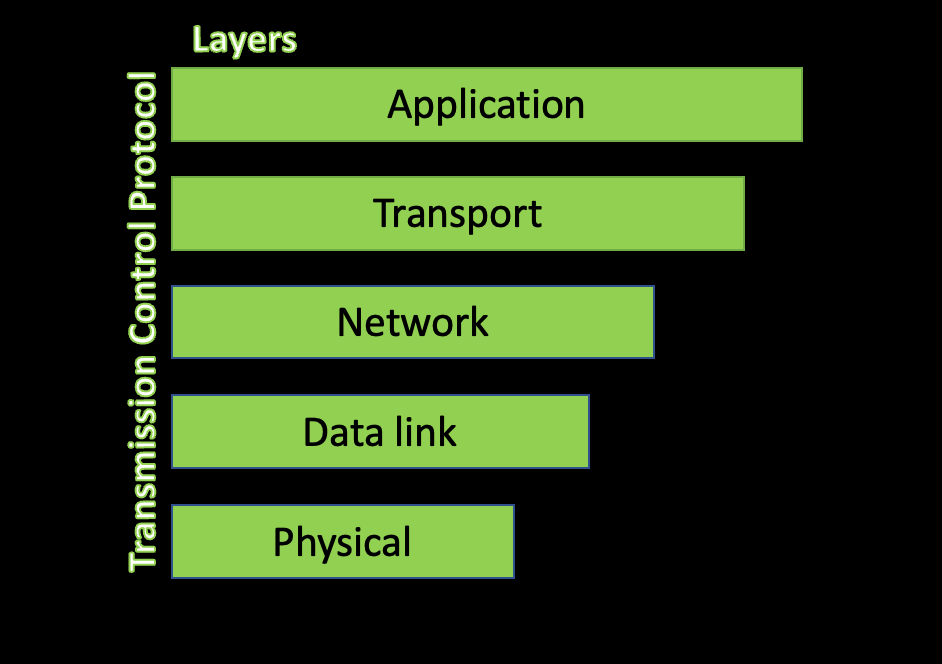 Layers
Transmission Control Protocol
Application
Transport
Network
Data link
Physical